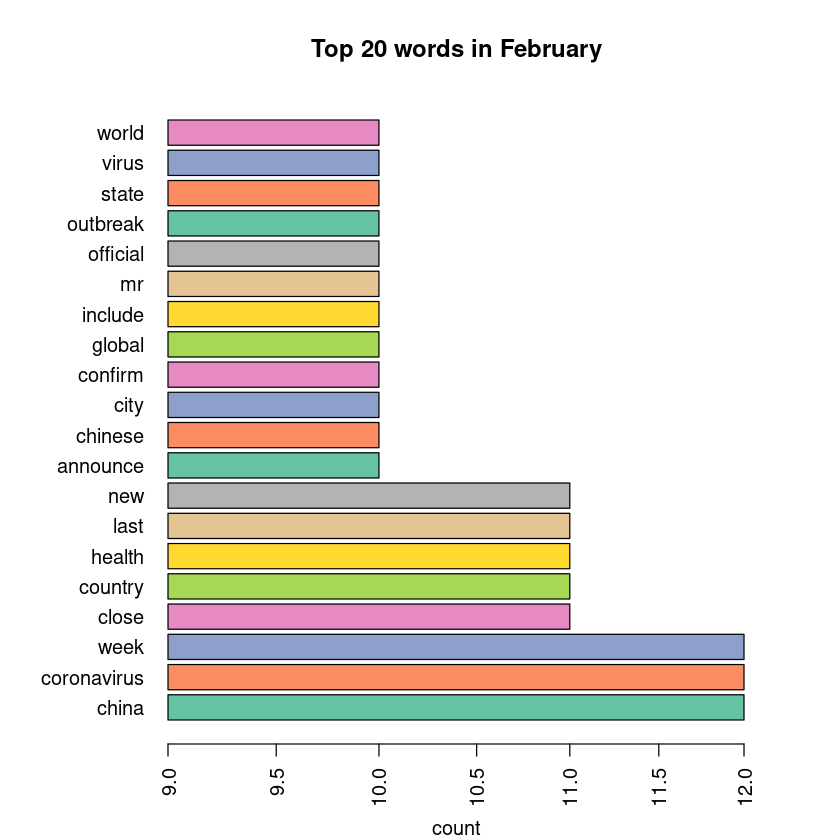 Top 20 words in February
world
virus
state
outbreak
official
mr
include
global
confirm
city
chinese
announce
new
last
health
country
close
week
coronavirus
china
9.0 9.5 10.0 10.5 11.0 11.5 12.0
count